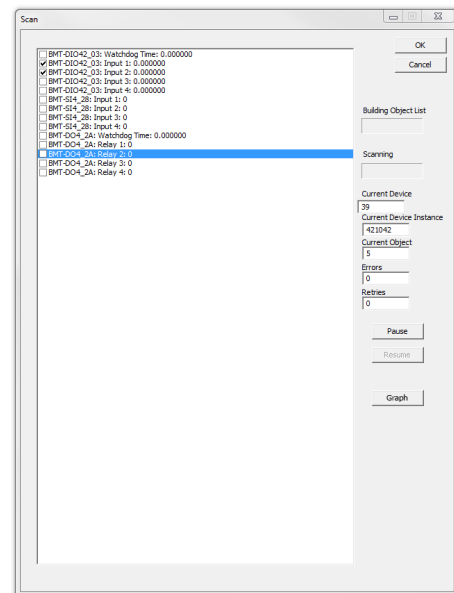 Scan
BMT-DIO42_03: Watchdog Time: 0.000000
BMT-DIO42_03: Input 1: 0.000000
BMT-DIO42_03: Input 2: 0.000000
BMT-DIO42_03: Input 3: 0.000000
BMT-DIO42_03: Input 4: 0.000000
BMT-SI4_28: Input 1: 0
BMT-SI4_28: Input 2: 0
BMT-SI4_28: Input 3: 0
BMT-SI4_28: Input 4: 0
BMT-DO4_2A: Watchdog Time: 0.000000
BMT-DO4_2A: Relay 1: 0
BMT-DO4_2A: Relay 2: 0
BMT-DO4_2A: Relay 3: 0
BMT-DO4_2A: Relay 4: 0
OK
Cancel
Building Object List
Scanning
Current Device
39
Current Device Instance
421042
Current Object
5
Errors
0
Retries
0
Pause
Resume
Graph